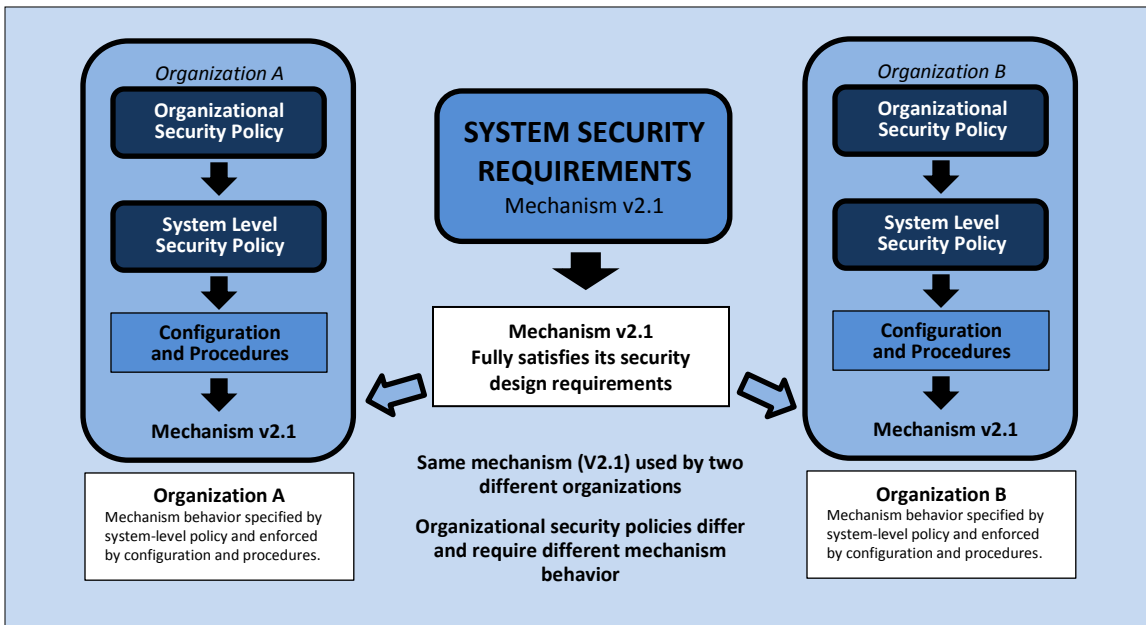 Organization A
Organizational
Security Policy
System Level
Security Policy
Configuration
and Procedures
Mechanism v2.1
Organization A
Mechanism behavior specified by
system-level policy and enforced
by configuration and procedures.
SYSTEM SECURITY
REQUIREMENTS
Mechanism v2.1
Mechanism v2.1
Fully satisfies its security
design requirements
Same mechanism (V2.1) used by two
different organizations
Organizational security policies differ
and require different mechanism
behavior
Organization B
Organizational
Security Policy
System Level
Security Policy
Configuration
and Procedures
Mechanism v2.1
Organization B
Mechanism behavior specified by
system-level policy and enforced
by configuration and procedures.